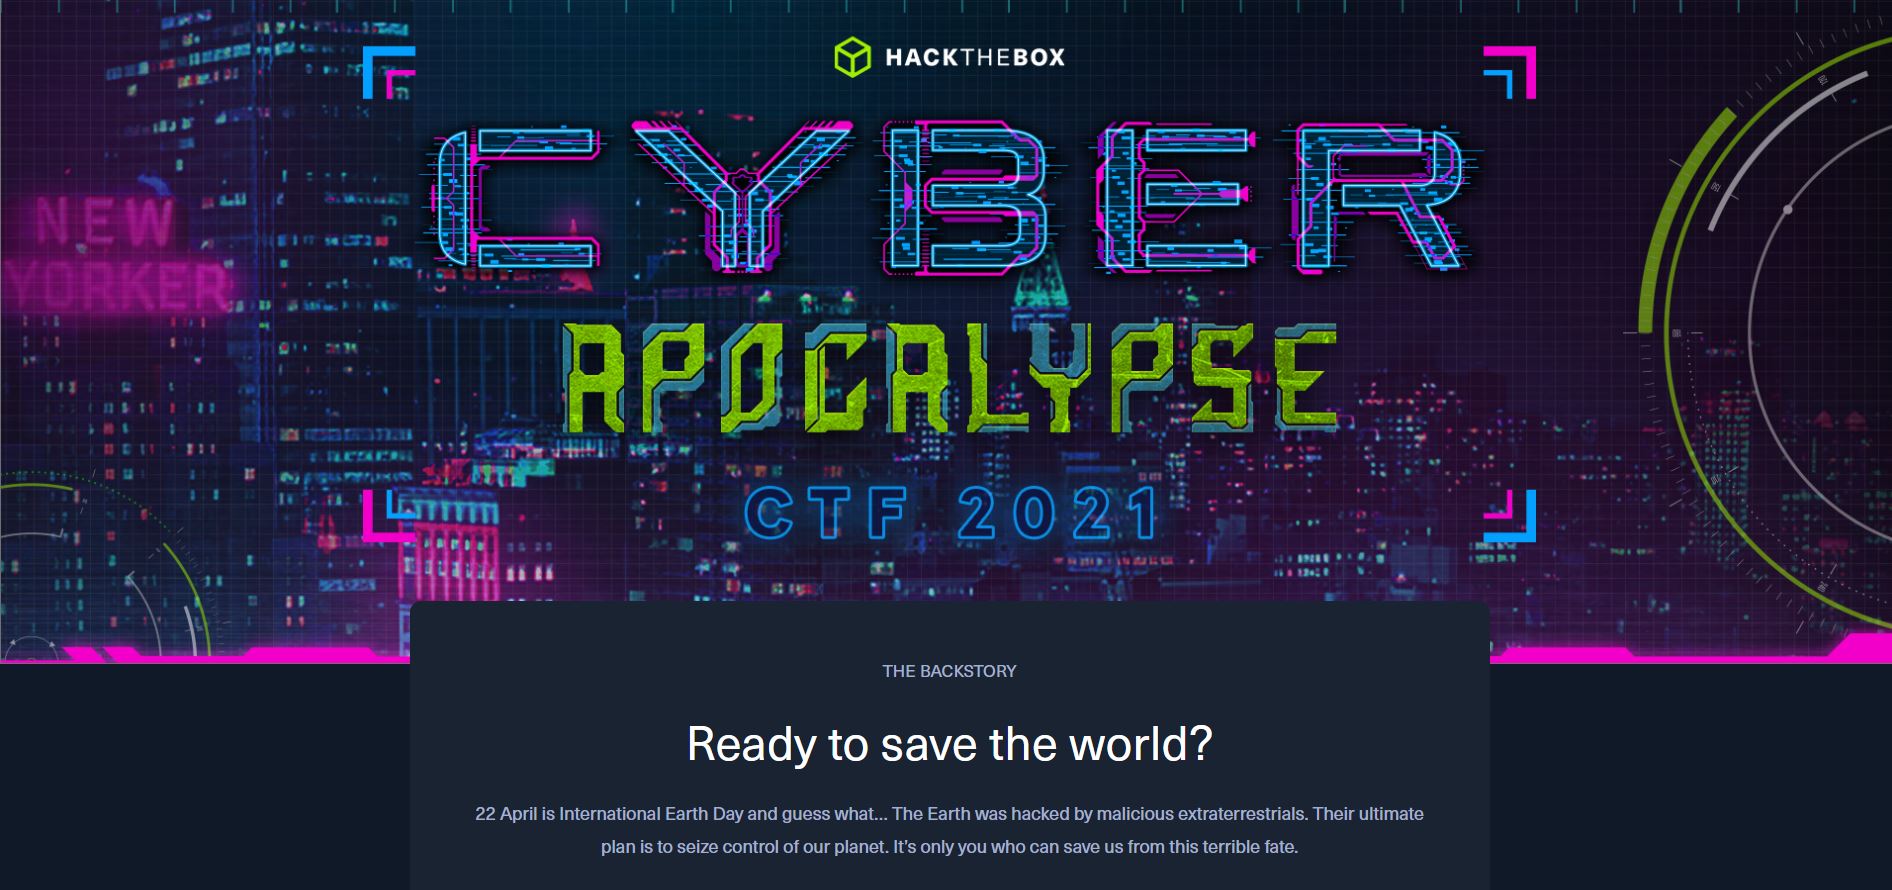 HACKTHEBOX
CYBER
APOCALYPSE
CTF 2021
NEW
YORKER
THE BACKSTORY
Ready to save the world?
22 April is International Earth Day and guess what... The Earth was hacked by malicious extraterrestrials. Their ultimate
plan is to seize control of our planet. It's only you who can save us from this terrible fate.